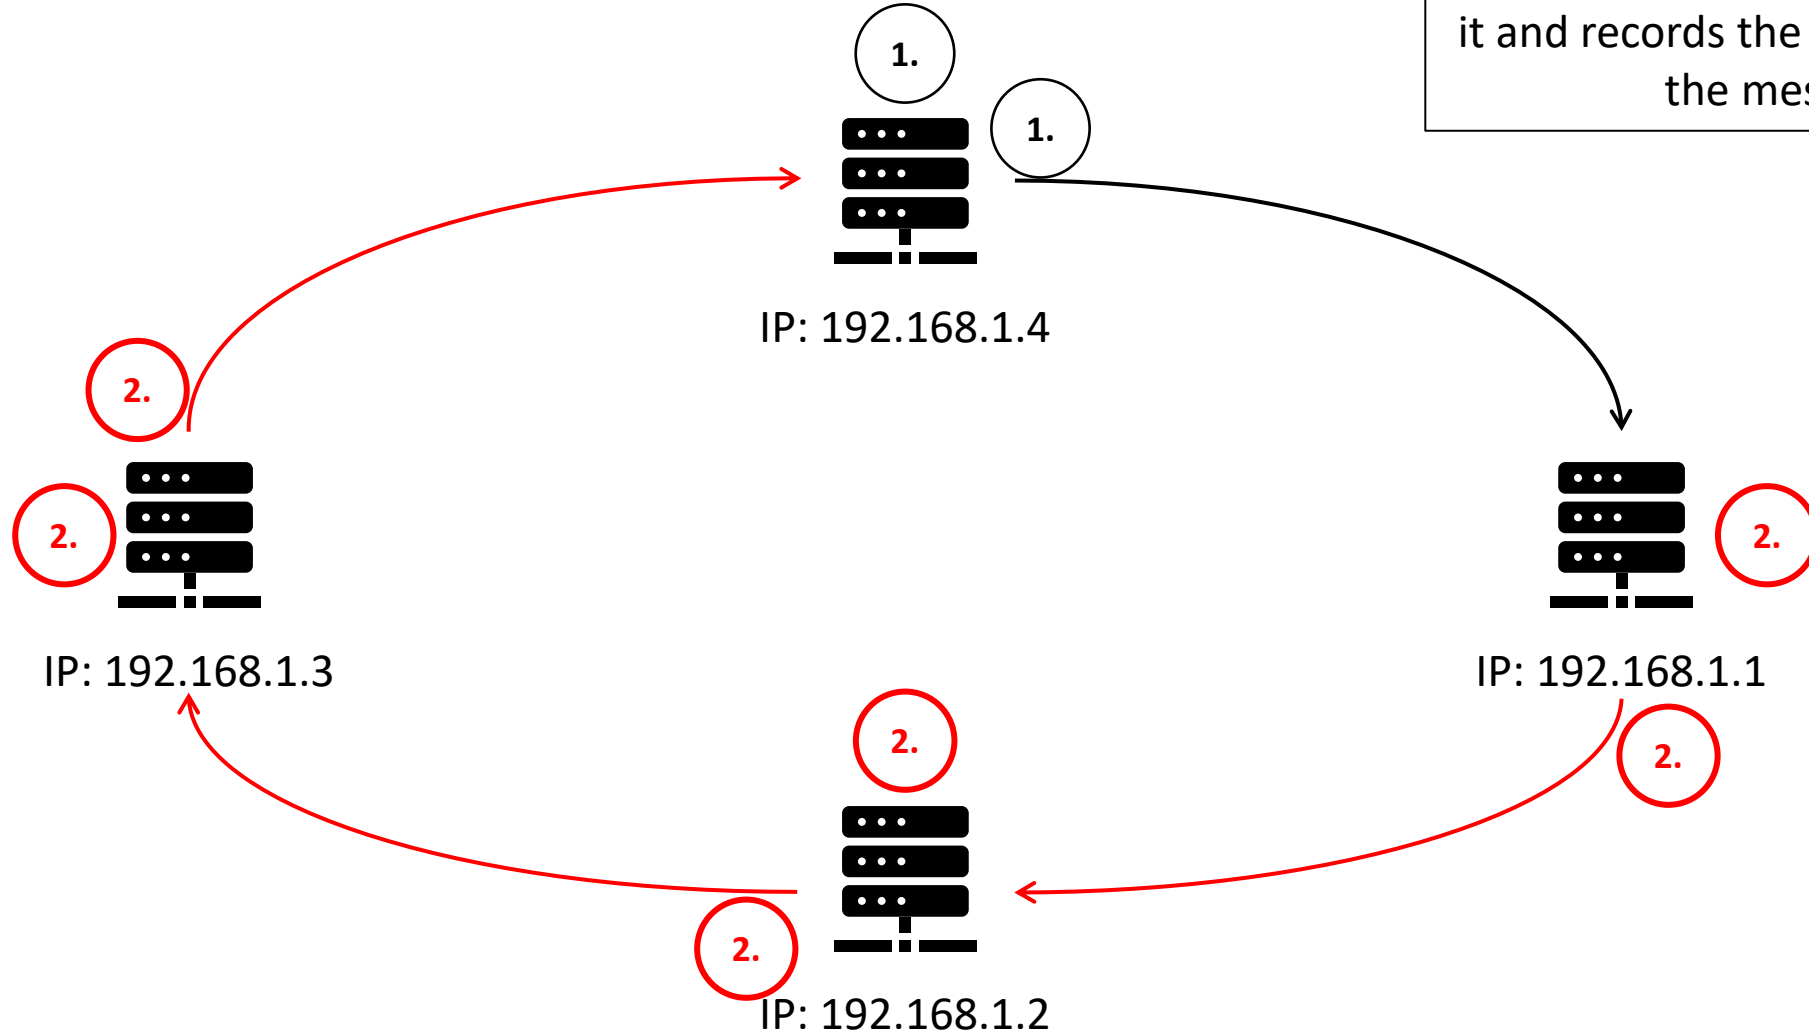 it and records the
the mes
1.
1.
IP: 192.168.1.4
2.
2.
2.
IP: 192.168.1.3
IP: 192.168.1.1
2.
2.
2.
IP: 192.168.1.2